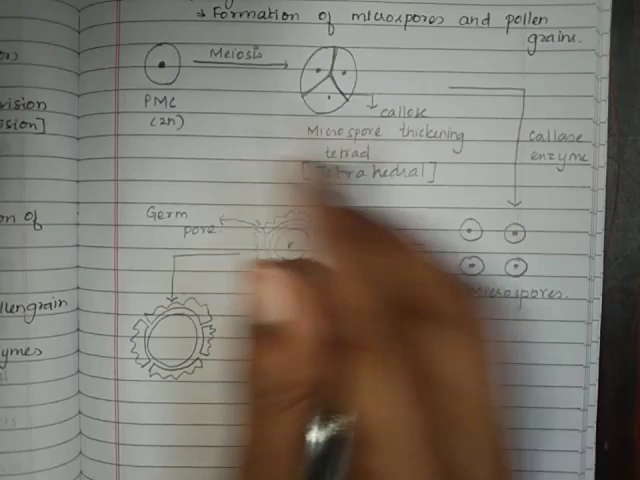 → Formation of microspores and pollen
grains.
Meiosis
PMC
(2n)
callose
Microspore thickening
tetrad
[Tetrahedral]
callase
enzyme
Germ
pore
Microspores.
vision
ision]
on of
llengrain
ymes